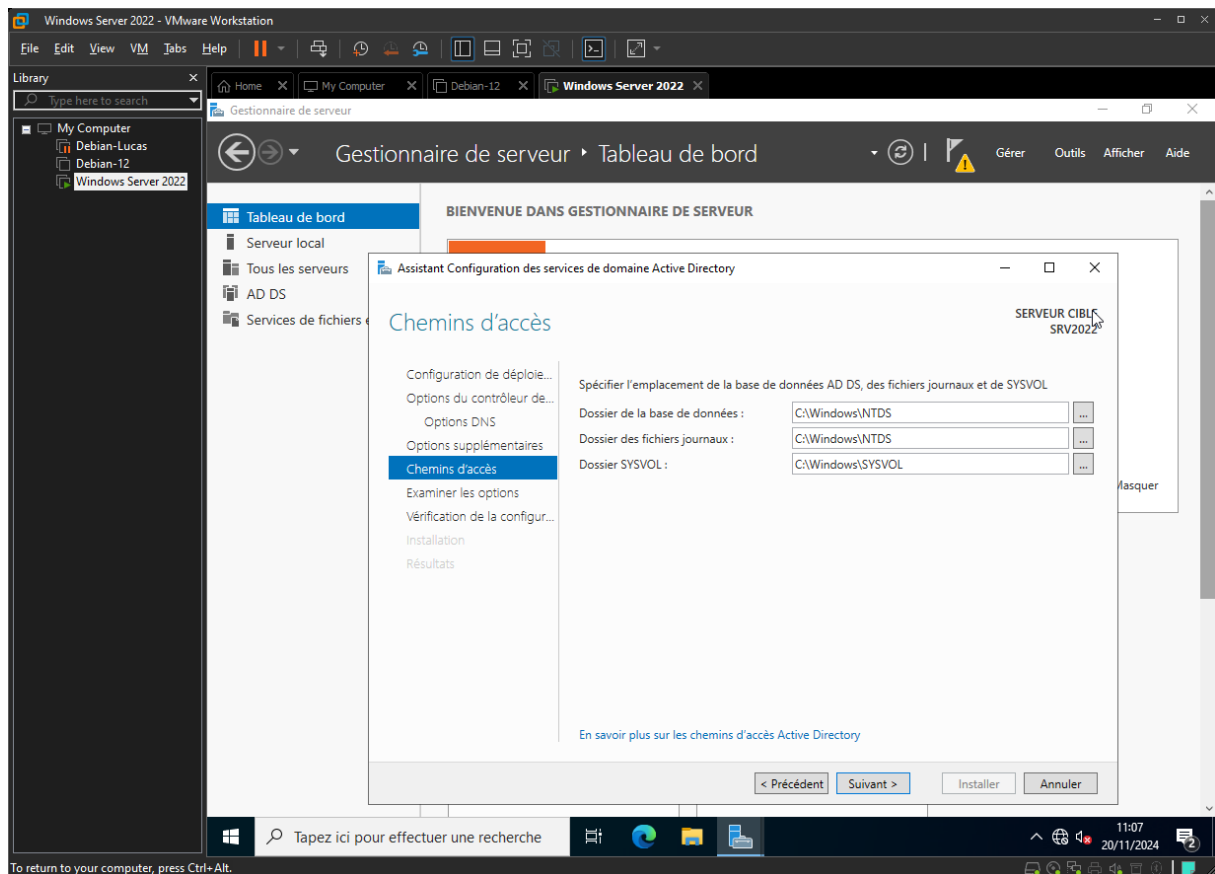 Windows Server 2022 - VMware Workstation
File Edit View VM Tabs Help
Library
Type here to search
Home My Computer Debian-12 Windows Server 2022
My Computer
Debian-Lucas
Debian-12
Windows Server 2022
Gestionnaire de serveur
Gestionnaire de serveur Tableau de bord
Gérer Outils Afficher Aide
Tableau de bord
Serveur local
Tous les serveurs
AD DS
Services de fichiers e
BIENVENUE DANS GESTIONNAIRE DE SERVEUR
Assistant Configuration des services de domaine Active Directory
Chemins d'accès
SERVEUR CIBLE
SRV2022
Configuration de déploie...
Options du contrôleur de...
Options DNS
Options supplémentaires
Chemins d'accès
Examiner les options
Vérification de la configur...
Installation
Résultats
Spécifier l'emplacement de la base de données AD DS, des fichiers journaux et de SYSVOL
Dossier de la base de données : C:\Windows\NTDS ...
Dossier des fichiers journaux : C:\Windows\NTDS ...
Dossier SYSVOL : C:\Windows\SYSVOL ...
Masquer
En savoir plus sur les chemins d'accès Active Directory
< Précédent Suivant > Installer Annuler
Tapez ici pour effectuer une recherche
11:07
20/11/2024
2
To return to your computer, press Ctrl+Alt.